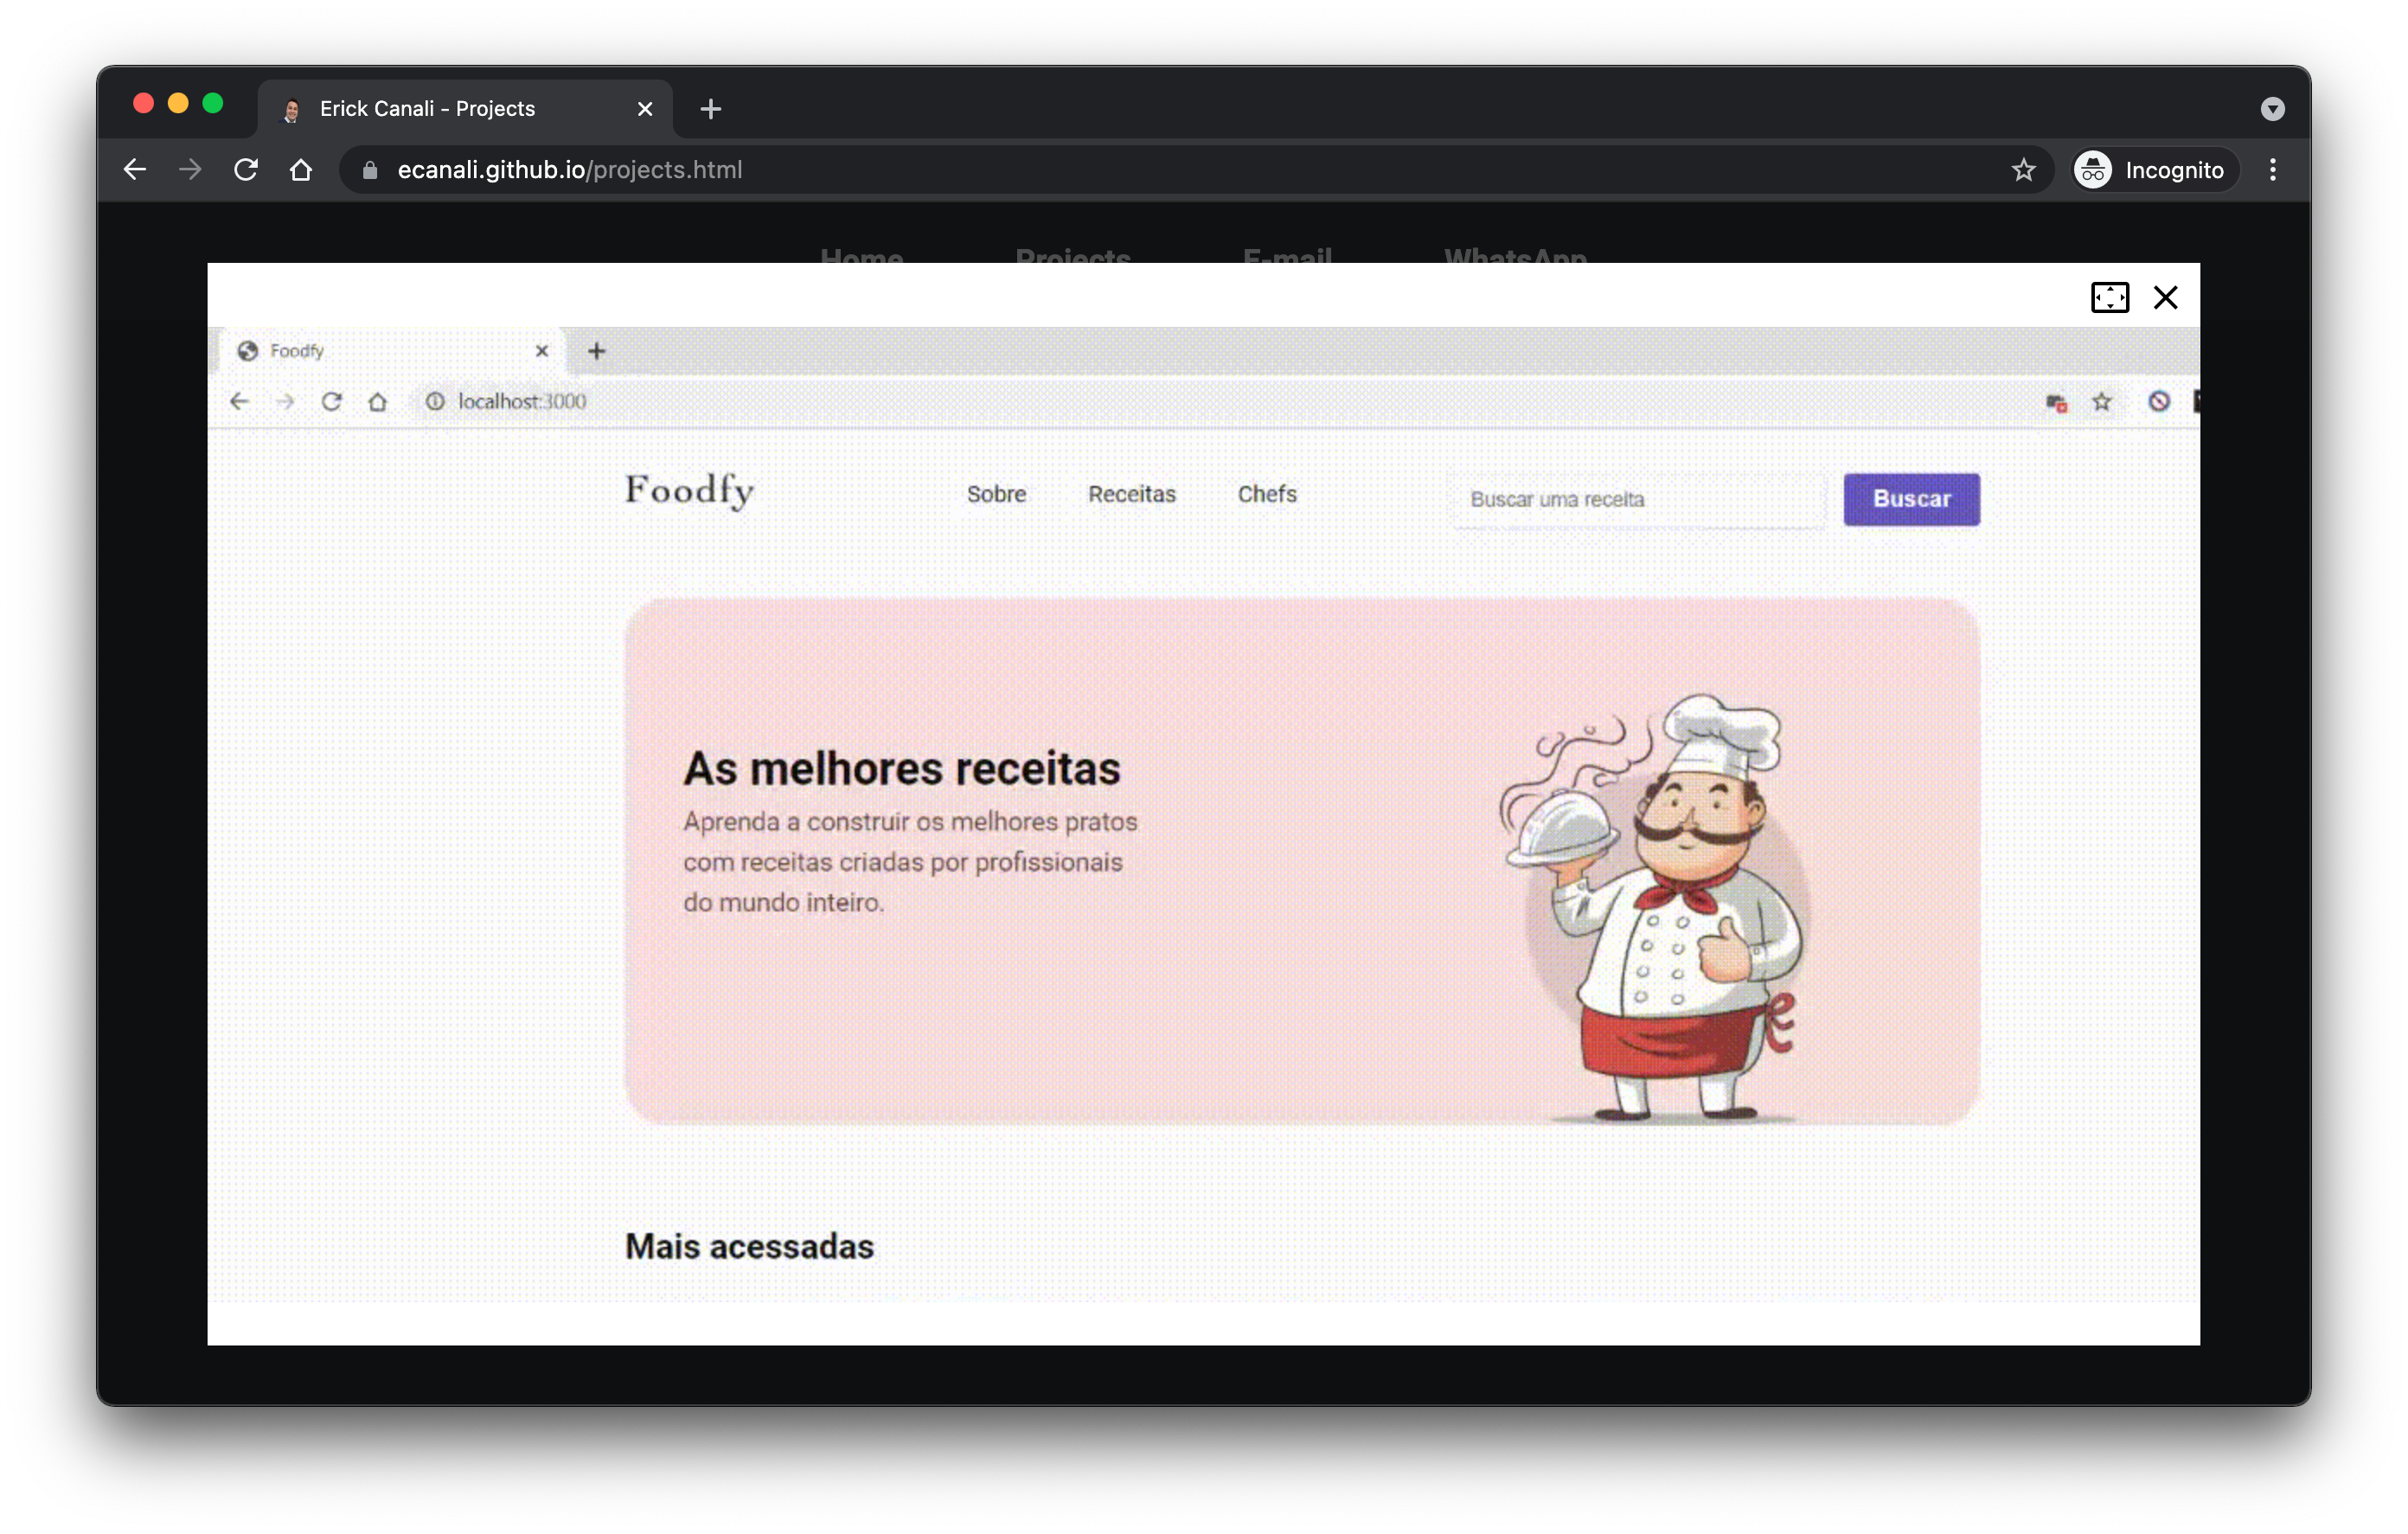 Erick Canali - Projects
ecanali.github.io/projects.html
Incognito
Home Projects E-mail WhatsApp
Foodfy
localhost:3000
Foodfy
Sobre Receitas Chefs
Buscar uma receita
Buscar
As melhores receitas
Aprenda a construir os melhores pratos
com receitas criadas por profissionais
do mundo inteiro.
Mais acessadas